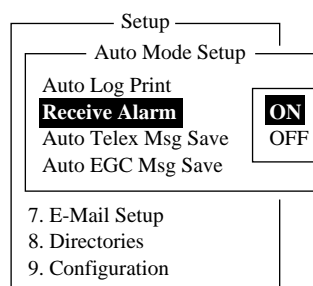 Setup
Auto Mode Setup
Auto Log Print
Receive Alarm
ON
Auto Telex Msg Save
OFF
Auto EGC Msg Save
7. E-Mail Setup
8. Directories
9. Configuration